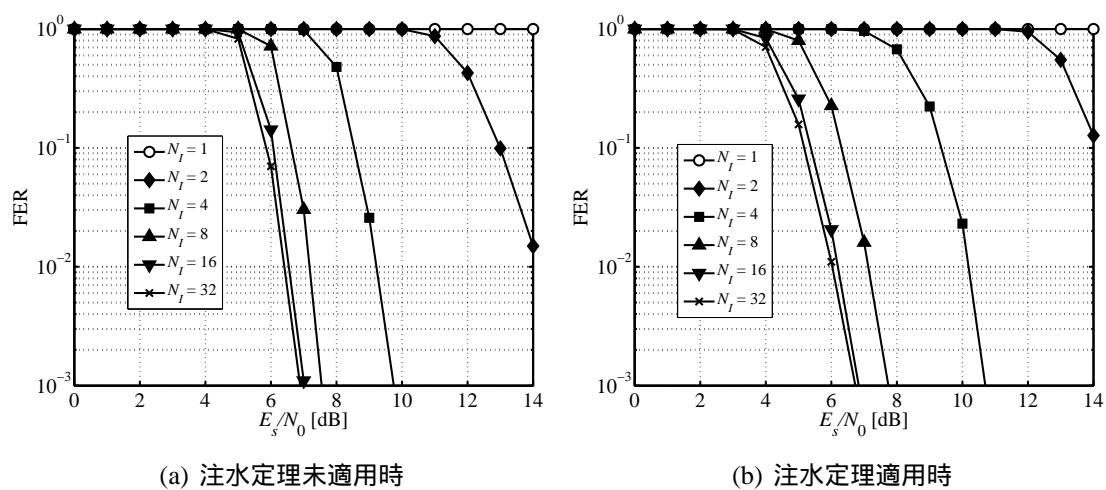 10^0
10^-1
10^-2
10^-3
FER
N_I = 1
N_I = 2
N_I = 4
N_I = 8
N_I = 16
N_I = 32
0 2 4 6 8 10 12 14
E_s/N_0 [dB]
(a) 注水定理未適用時
10^0
10^-1
10^-2
10^-3
FER
N_I = 1
N_I = 2
N_I = 4
N_I = 8
N_I = 16
N_I = 32
0 2 4 6 8 10 12 14
E_s/N_0 [dB]
(b) 注水定理適用時